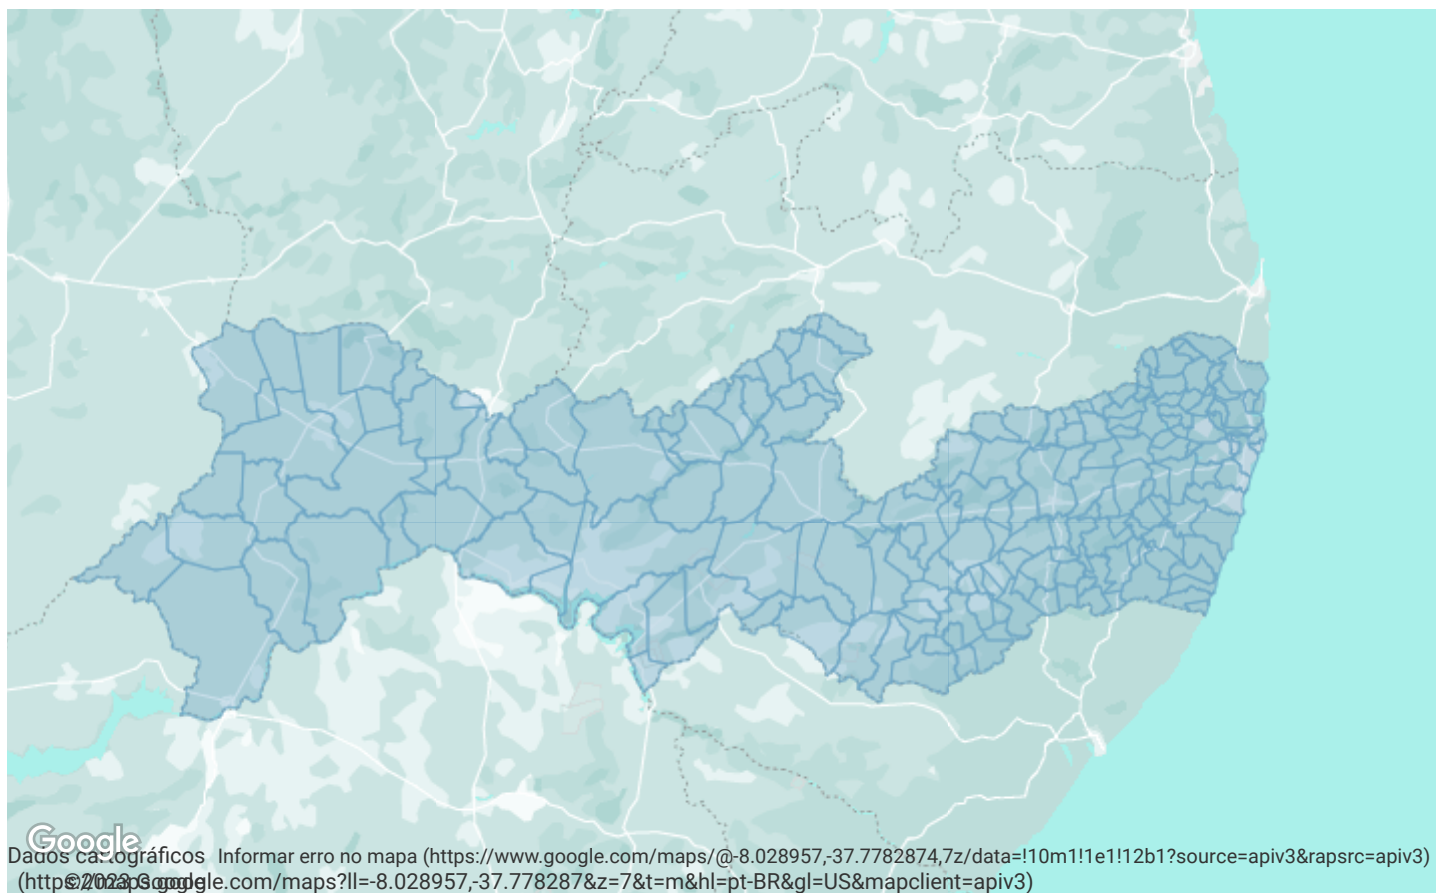 Google
Dados cartográficos Informar erro no mapa (https://www.google.com/maps/@-8.028957,-37.7782874,7z/data=!10m1!1e1!12b1?source=apiv3&rapsrc=apiv3)
(https://maps.google.com/maps?ll=-8.028957,-37.778287&z=7&t=m&hl=pt-BR&gl=US&mapclient=apiv3)
©2023 Google